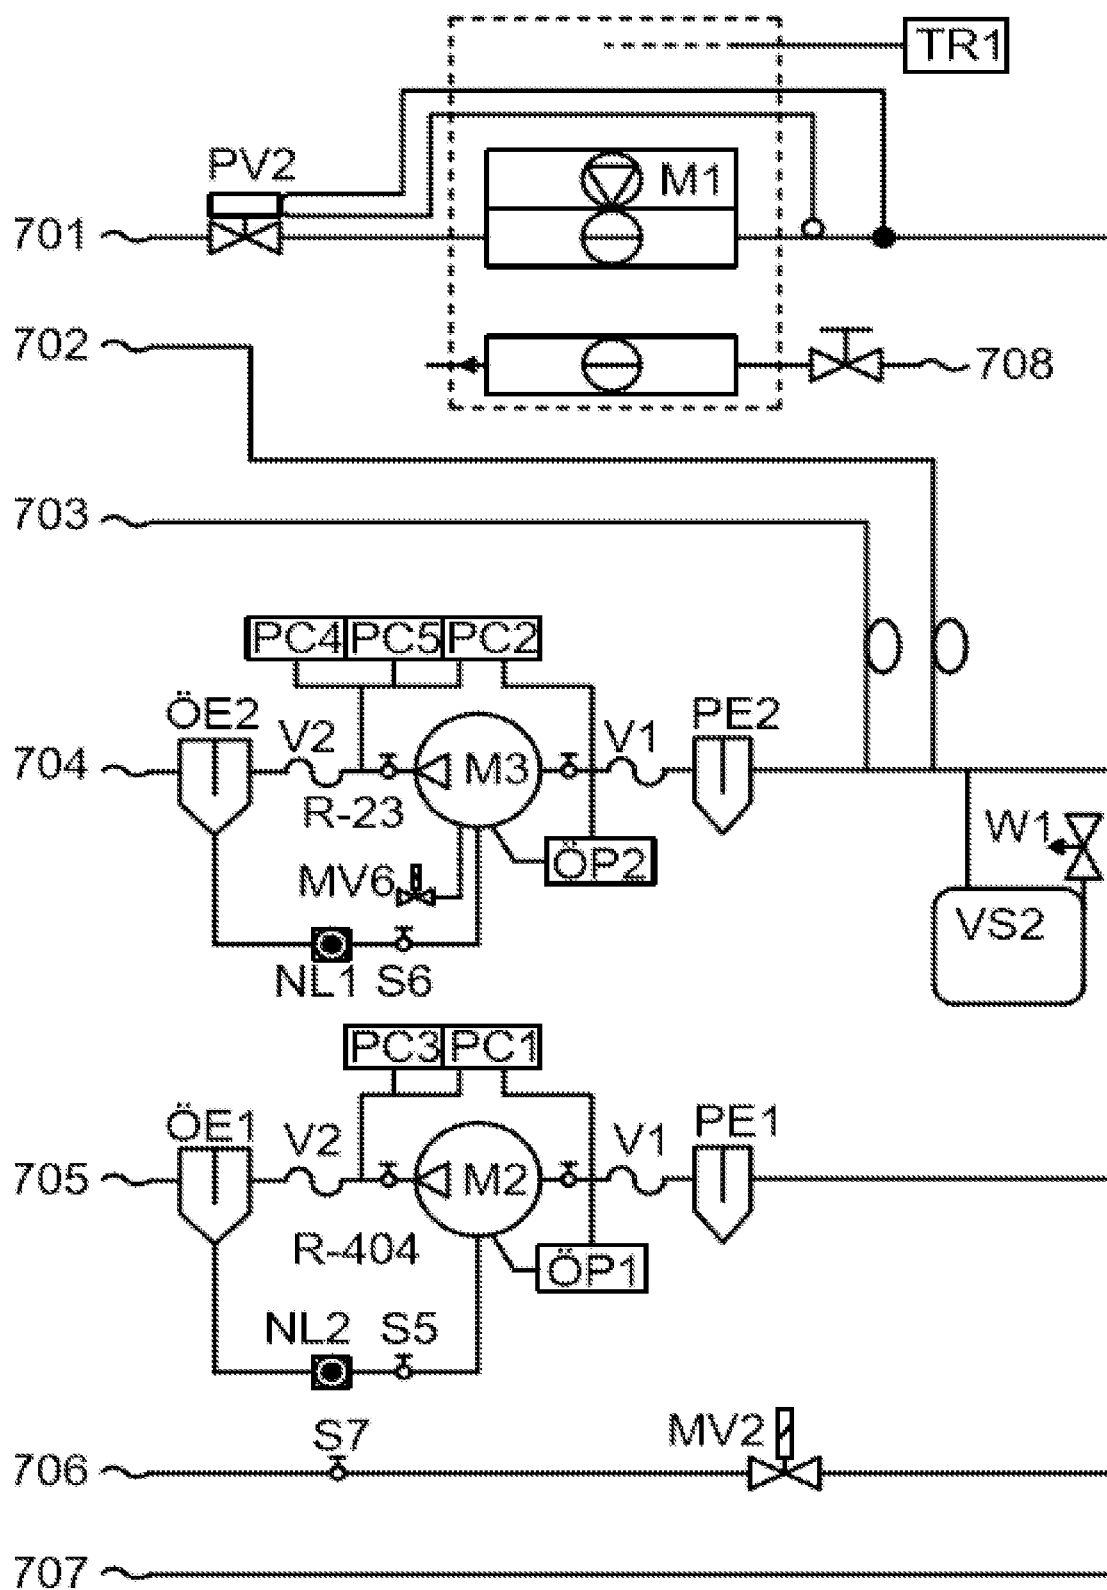 TR1
PV2
M1
701
702
708
703
PC4 PC5 PC2
ÖE2
V2
V1
PE2
704
M3
R-23
W1
MV6
ÖP2
VS2
NL1
S6
PC3 PC1
ÖE1
V2
V1
PE1
705
M2
R-404
ÖP1
NL2
S5
S7
MV2
706
707